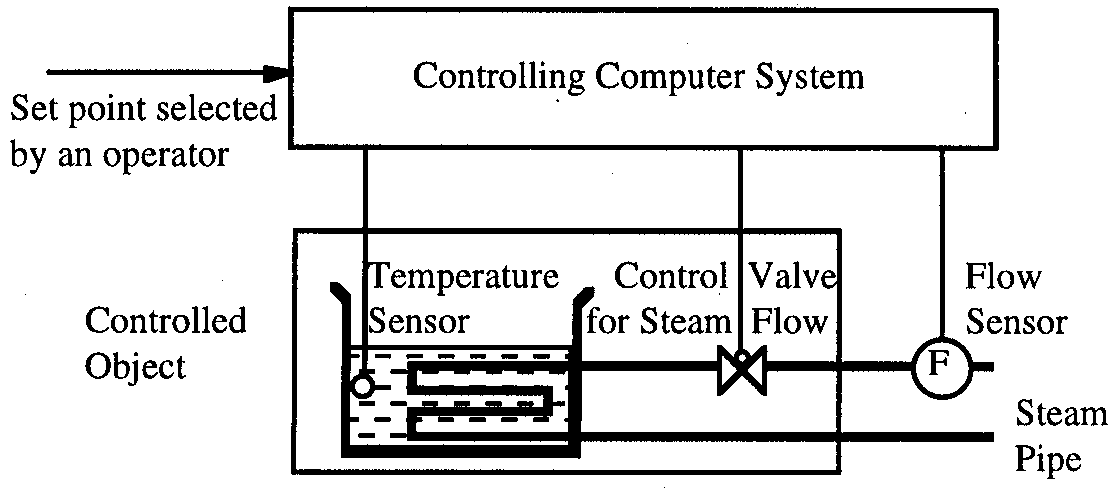 Controlling Computer System
Set point selected
by an operator
Temperature
Sensor
Control Valve
for Steam Flow
Flow
Sensor
Controlled
Object
F
Steam
Pipe